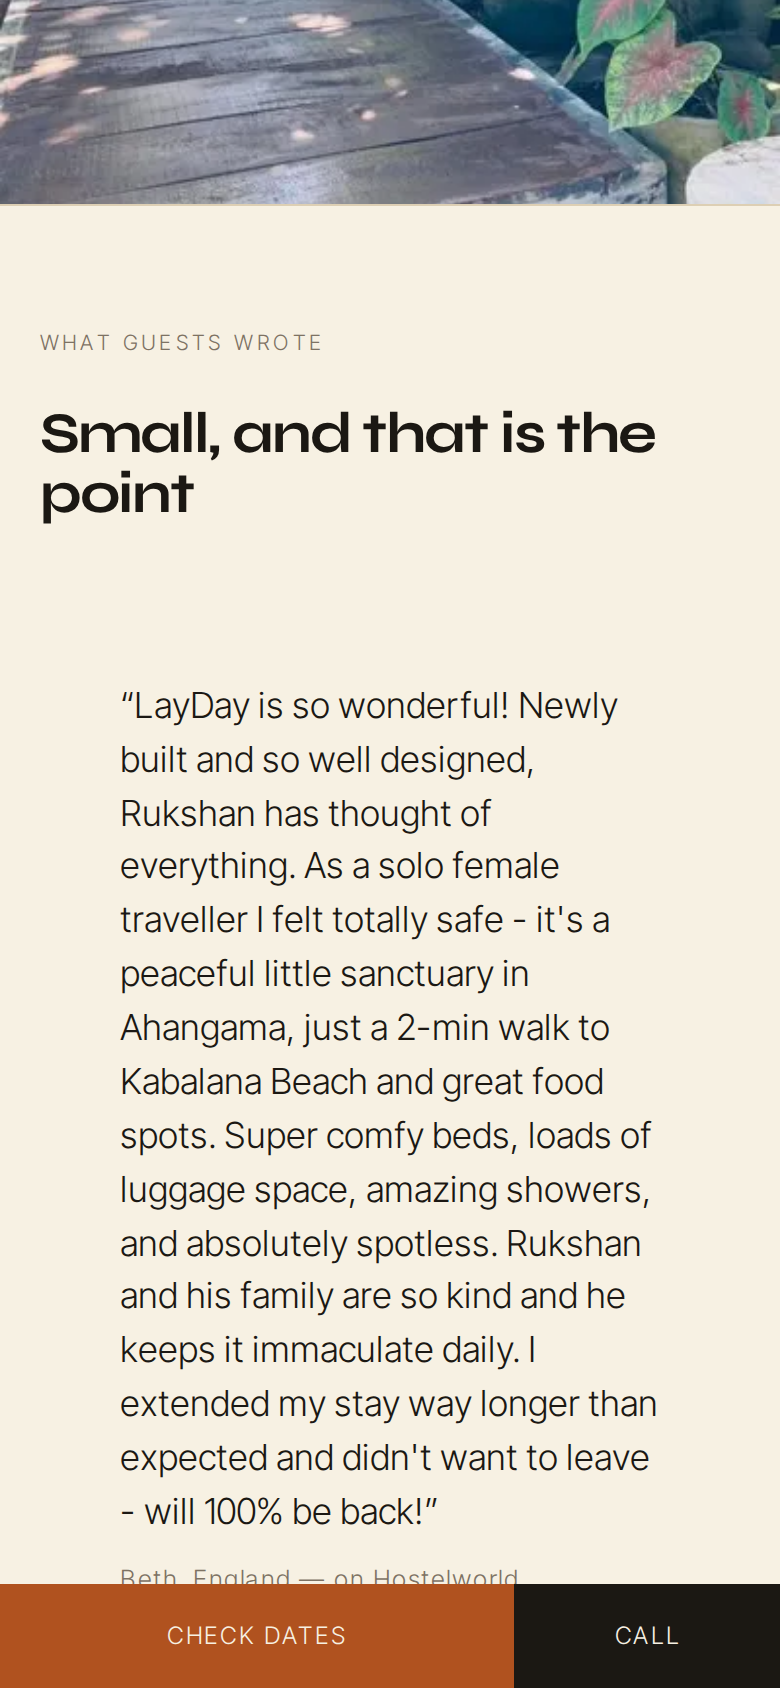 WHAT GUESTS WROTE
Small, and that is the
point
“LayDay is so wonderful! Newly
built and so well designed,
Rukshan has thought of
everything. As a solo female
traveller I felt totally safe - it's a
peaceful little sanctuary in
Ahangama, just a 2-min walk to
Kabalana Beach and great food
spots. Super comfy beds, loads of
luggage space, amazing showers,
and absolutely spotless. Rukshan
and his family are so kind and he
keeps it immaculate daily. I
extended my stay way longer than
expected and didn't want to leave
- will 100% be back!”
Beth, England — on Hostelworld
CHECK DATES
CALL